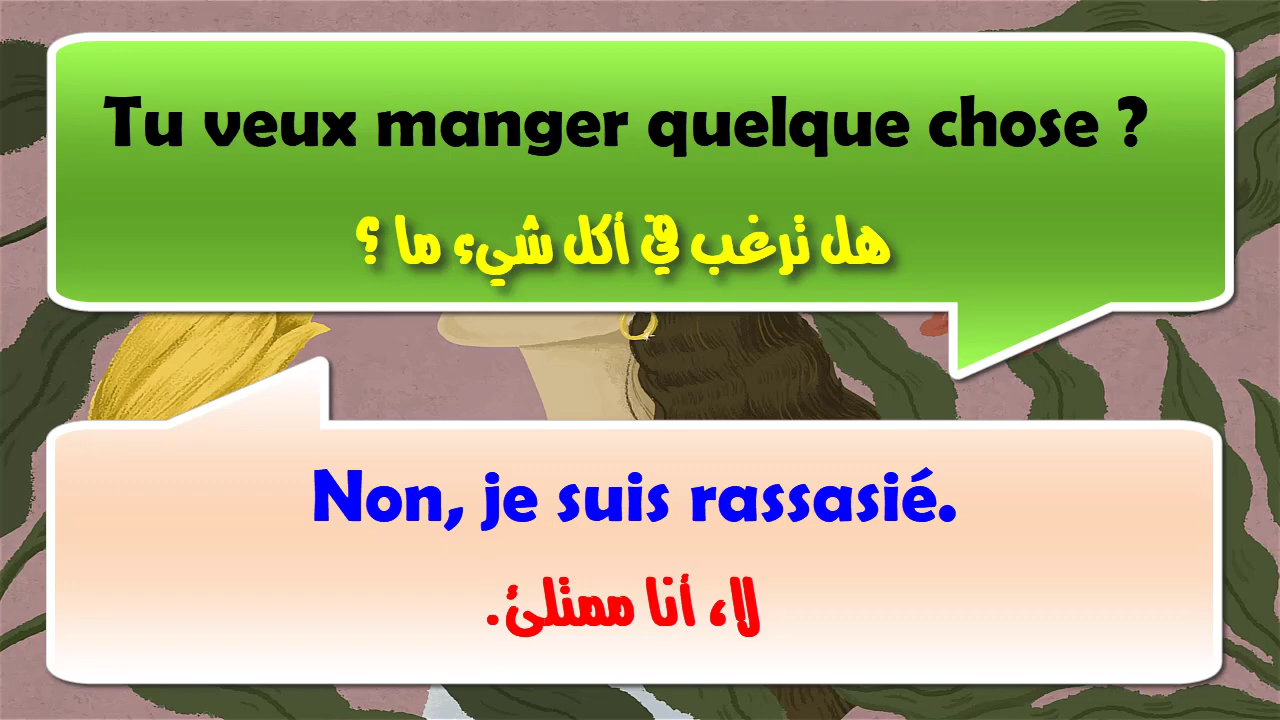 Tu veux manger quelque chose ?
هل ترغب في أكل شيء ما ؟
Non, je suis rassasié.
لا، أنا ممتلئ.